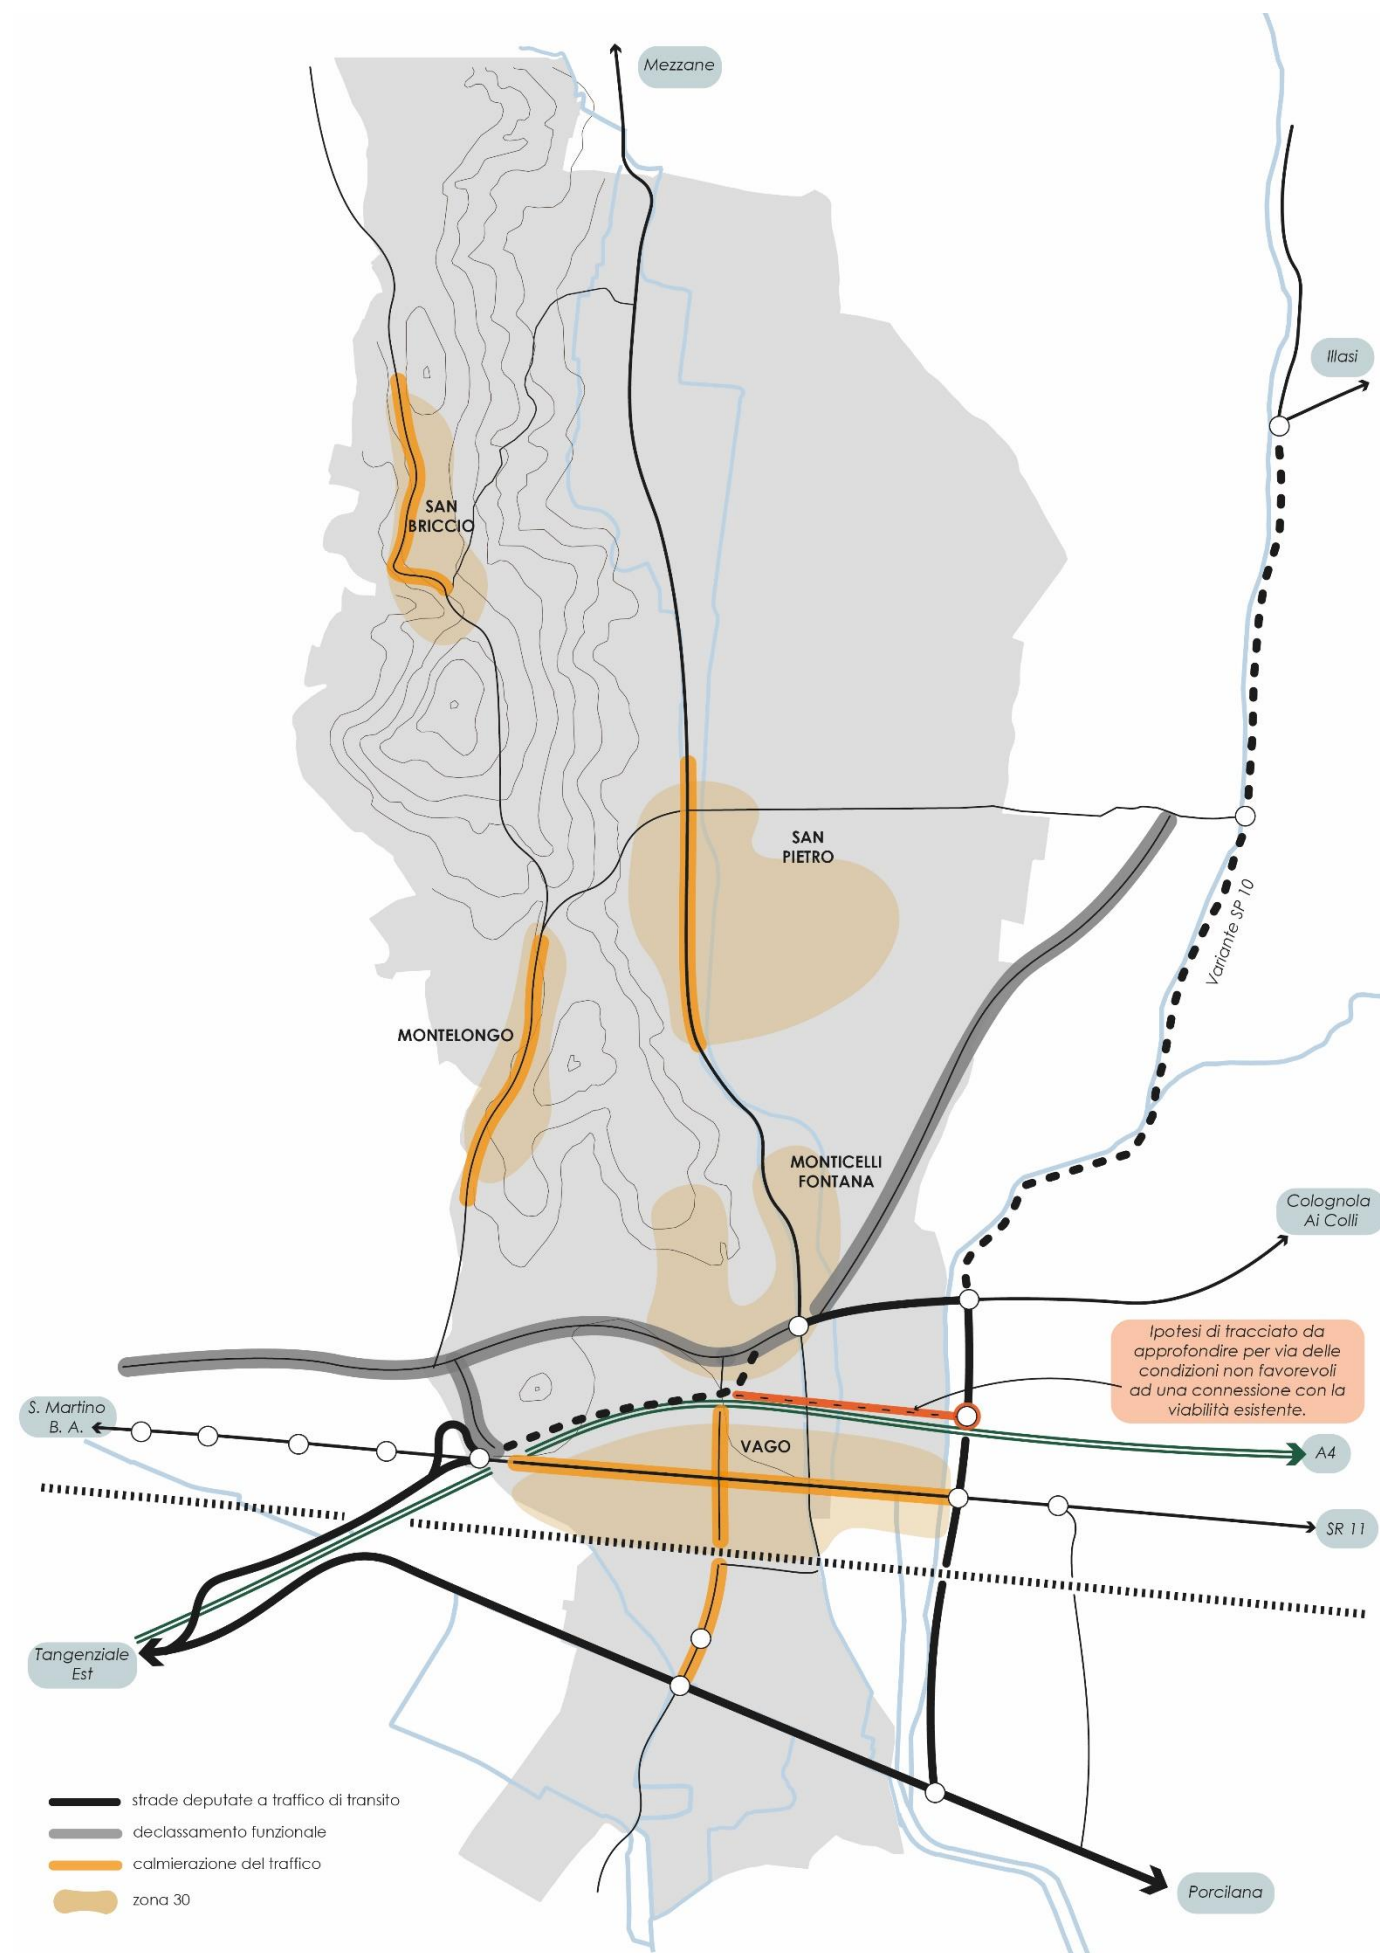 Mezzane
Illasi
SAN
BRICCIO
SAN
PIETRO
Variante SP 10
MONTELONGO
MONTICELLI
FONTANA
Colognola
Ai Colli
Ipotesi di tracciato da
approfondire per via delle
condizioni non favorevoli
ad una connessione con la
viabilità esistente.
S. Martino
B. A.
VAGO
A4
SR 11
Tangenziale
Est
strade deputate a traffico di transito
declassamento funzionale
calmierazione del traffico
zona 30
Porcilana